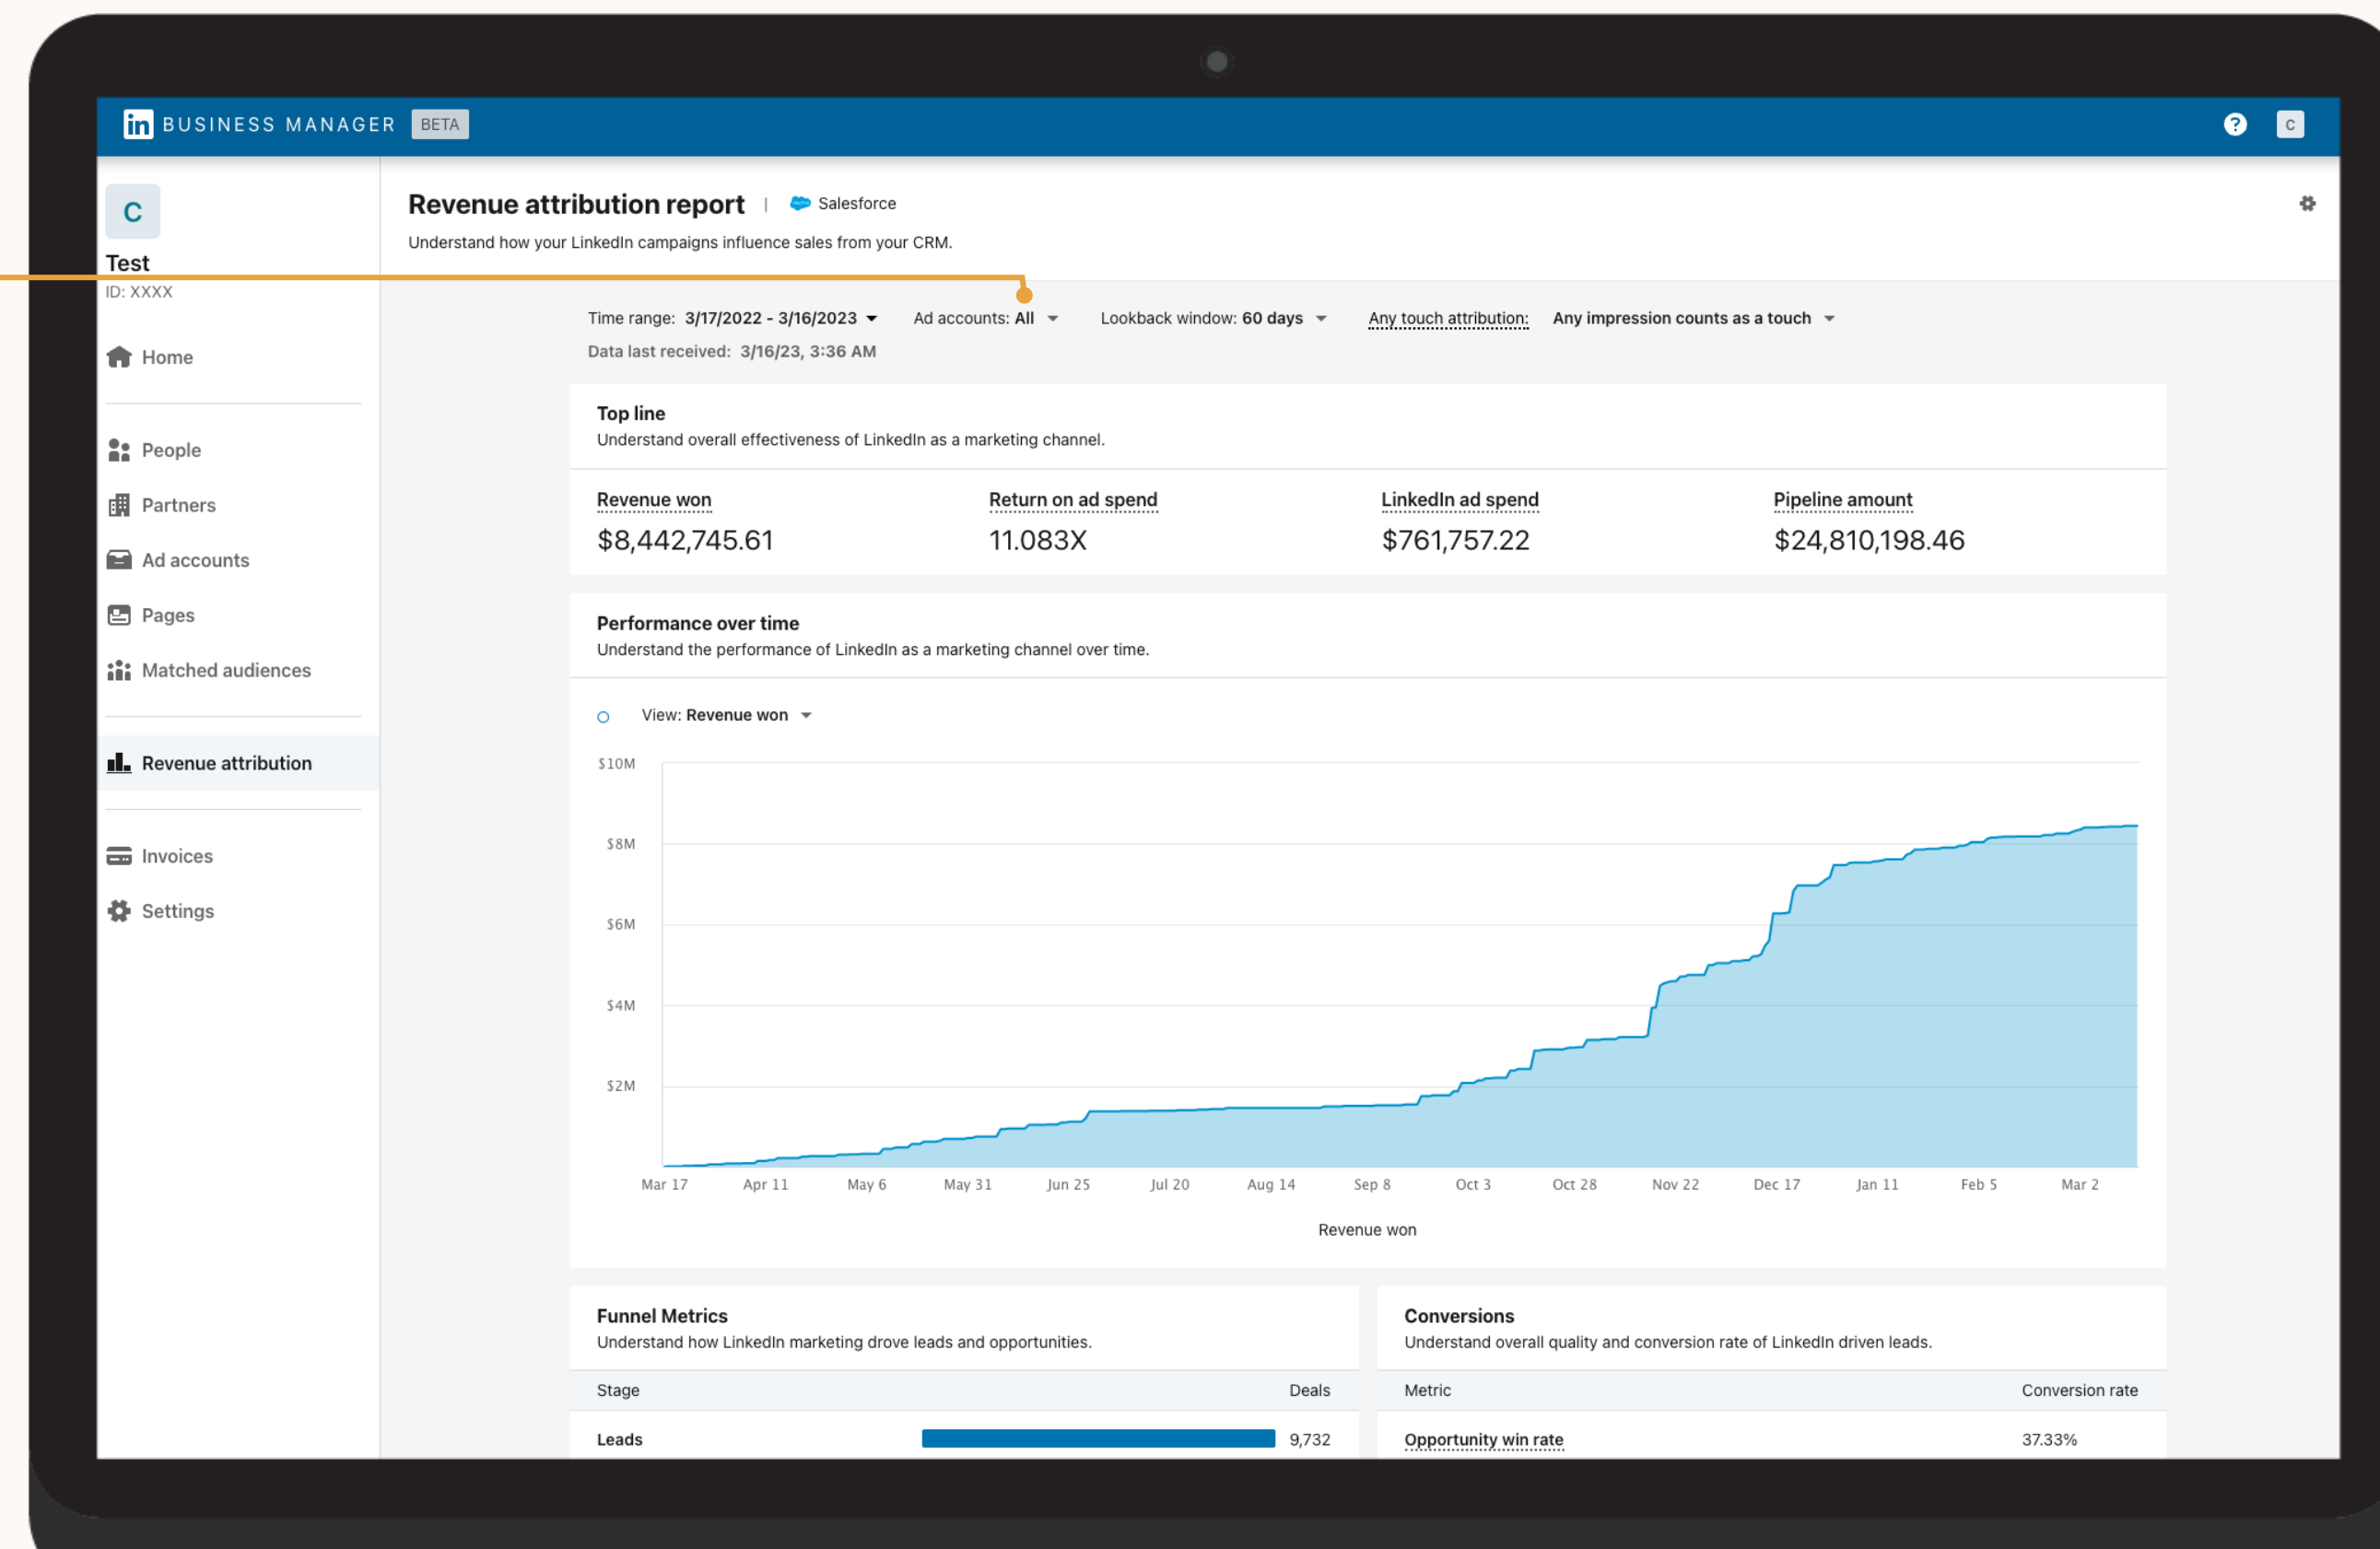 in BUSINESS MANAGER BETA
? C
C
Test
ID: XXXX
Home
People
Partners
Ad accounts
Pages
Matched audiences
Revenue attribution
Invoices
Settings
Revenue attribution report | Salesforce
Understand how your LinkedIn campaigns influence sales from your CRM.
Time range: 3/17/2022 - 3/16/2023 Ad accounts: All Lookback window: 60 days Any touch attribution: Any impression counts as a touch
Data last received: 3/16/23, 3:36 AM
Top line
Understand overall effectiveness of LinkedIn as a marketing channel.
Revenue won Return on ad spend LinkedIn ad spend Pipeline amount
$8,442,745.61 11.083X $761,757.22 $24,810,198.46
Performance over time
Understand the performance of LinkedIn as a marketing channel over time.
View: Revenue won
$10M
$8M
$6M
$4M
$2M
Mar 17 Apr 11 May 6 May 31 Jun 25 Jul 20 Aug 14 Sep 8 Oct 3 Oct 28 Nov 22 Dec 17 Jan 11 Feb 5 Mar 2
Revenue won
Funnel Metrics
Understand how LinkedIn marketing drove leads and opportunities.
Stage Deals
Leads 9,732
Conversions
Understand overall quality and conversion rate of LinkedIn driven leads.
Metric Conversion rate
Opportunity win rate 37.33%